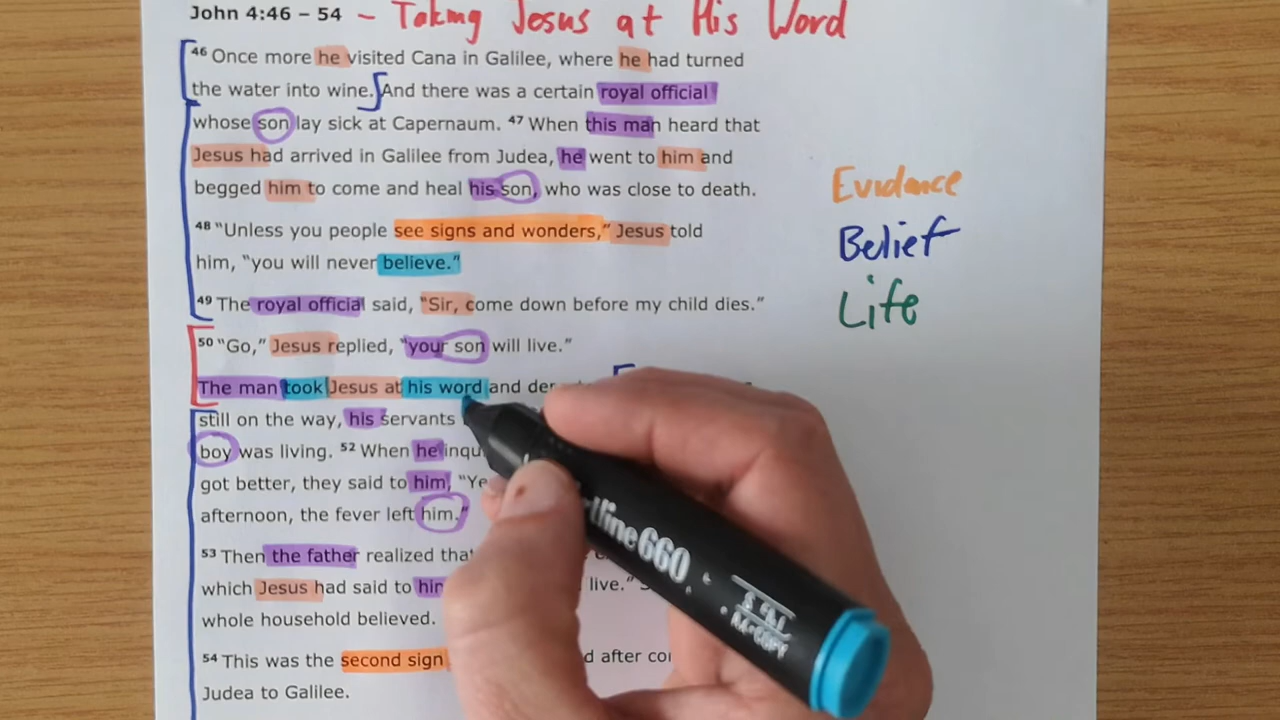 John 4:46 – 54 – Taking Jesus at His Word
46 Once more he visited Cana in Galilee, where he had turned
the water into wine. And there was a certain royal official
whose son lay sick at Capernaum. 47 When this man heard that
Jesus had arrived in Galilee from Judea, he went to him and
begged him to come and heal his son, who was close to death.
48 “Unless you people see signs and wonders,” Jesus told
him, “you will never believe.”
49 The royal official said, “Sir, come down before my child dies.”
50 “Go,” Jesus replied, “your son will live.”
The man took Jesus at his word and
still on the way, his servants
boy was living. 52 When he
got better, they said to him,
afternoon, the fever left him.”
53 Then the father realized
which Jesus had said to live.”
whole household believed.
54 This was the second sign after
Judea to Galilee.
Evidence
Belief
Life
660